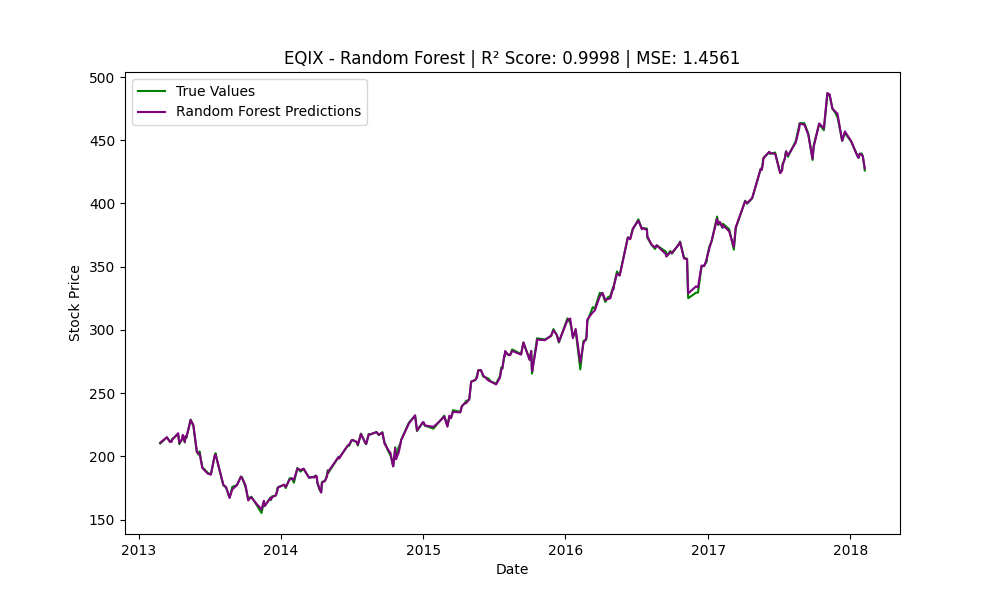 EQIX - Random Forest | R² Score: 0.9998 | MSE: 1.4561
True Values
Random Forest Predictions
Stock Price
500
450
400
350
300
250
200
150
2013 2014 2015 2016 2017 2018
Date